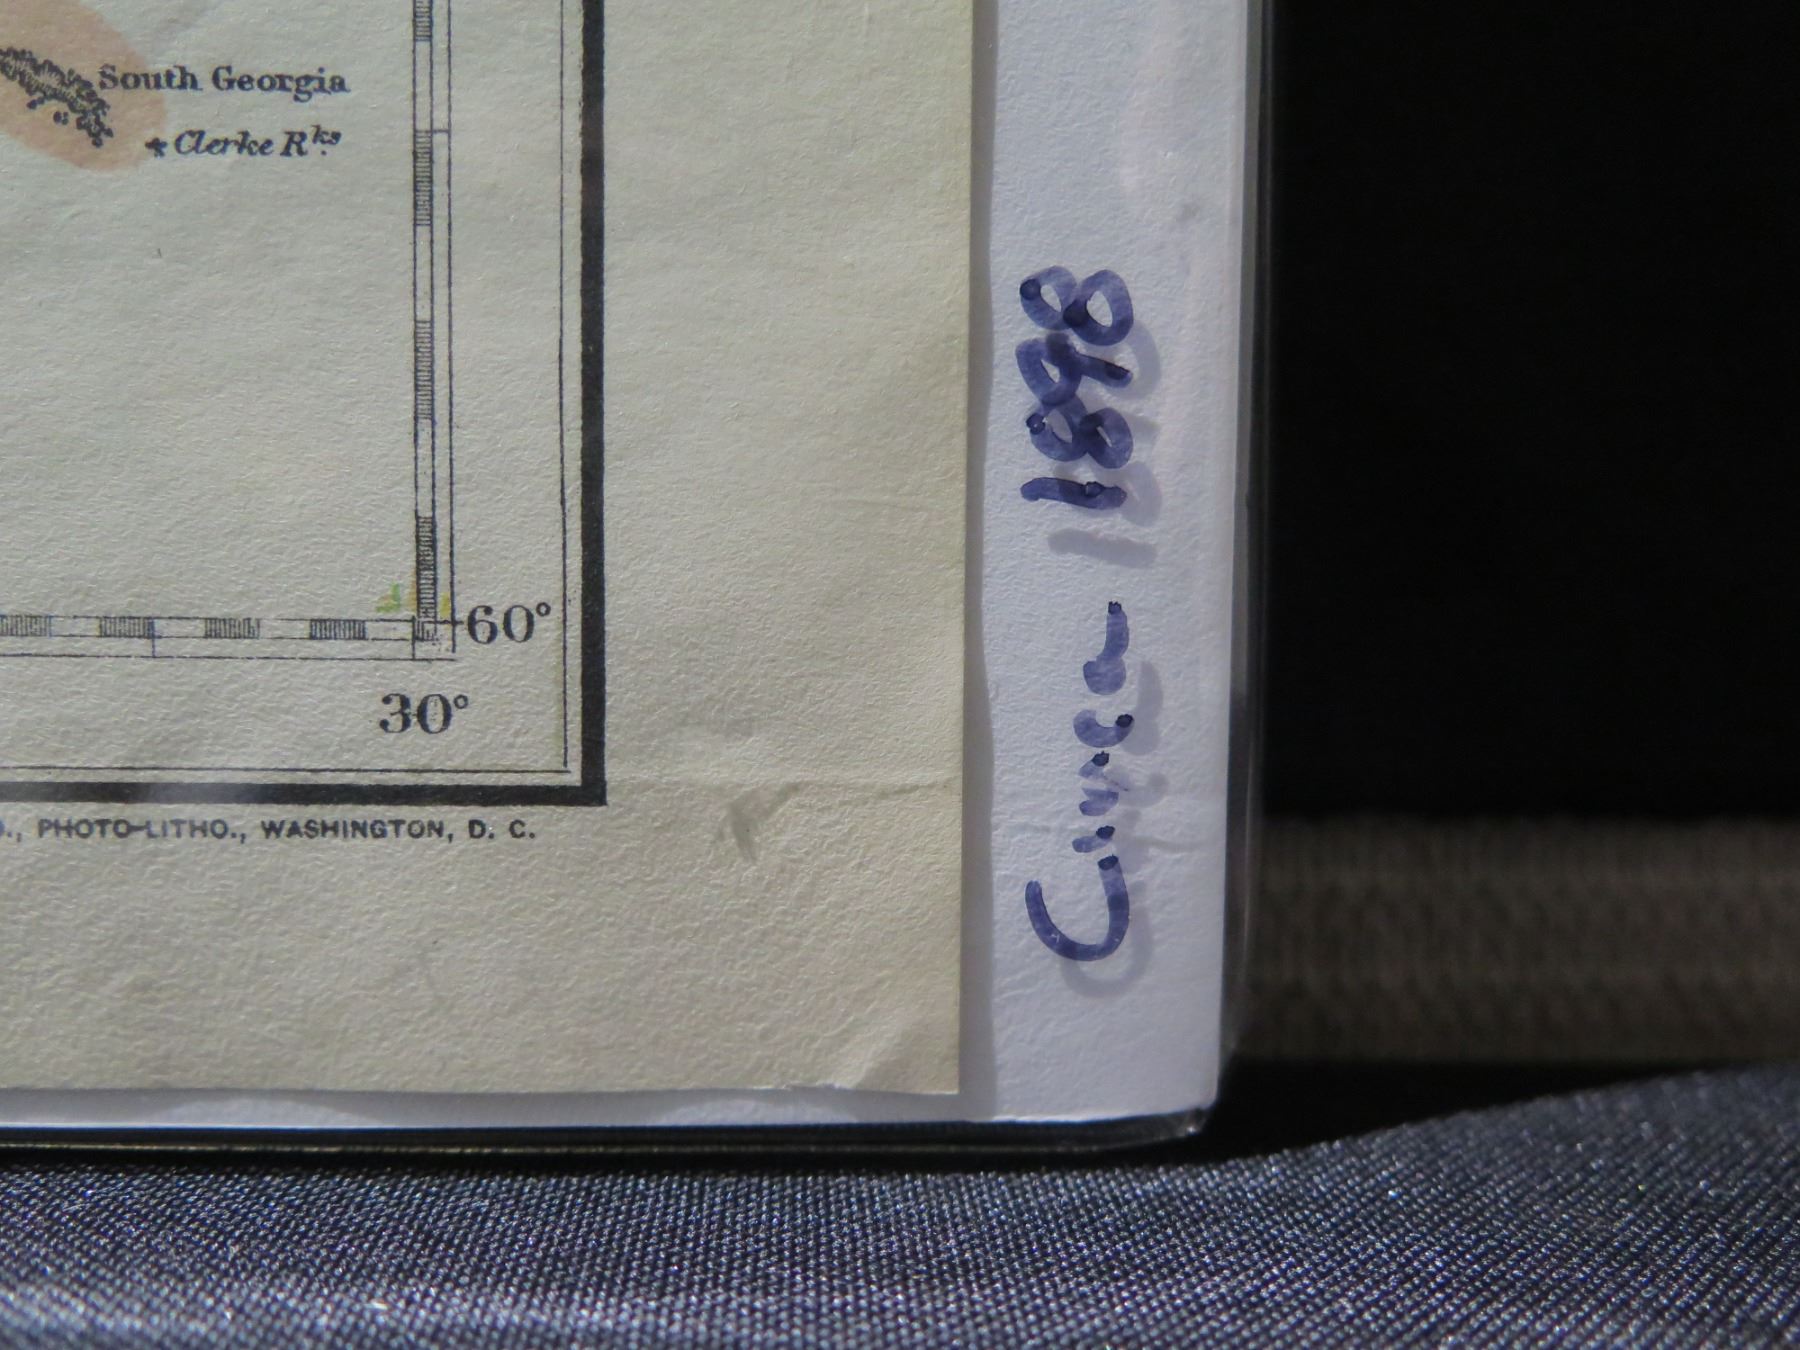 South Georgia
Clerke Rks.
60°
30°
., PHOTO-LITHO., WASHINGTON, D. C.
Circa 1898